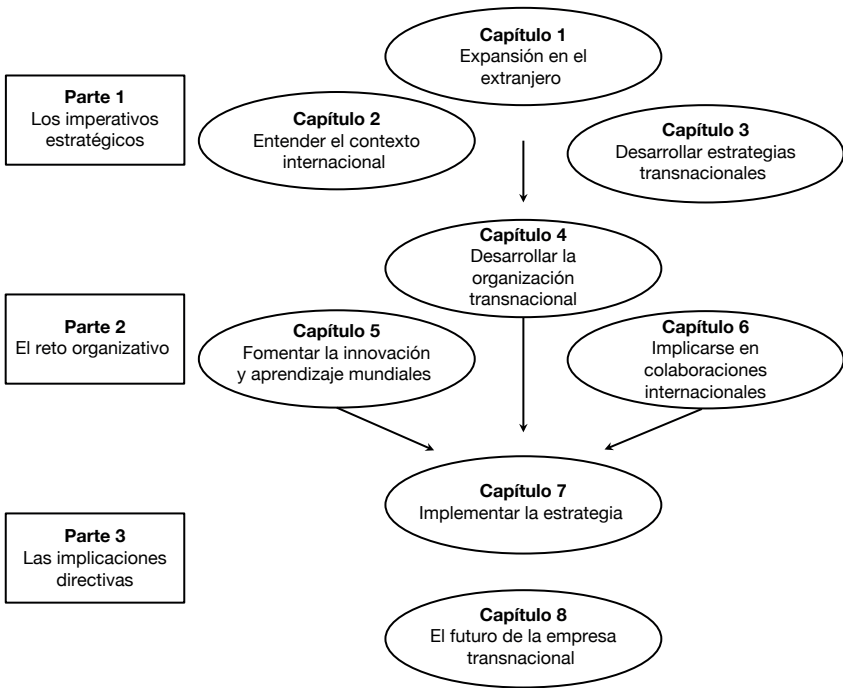 Capítulo 1
Expansión en el
extranjero
Parte 1
Los imperativos
estratégicos
Capítulo 2
Entender el contexto
internacional
Capítulo 3
Desarrollar estrategias
transnacionales
Capítulo 4
Desarrollar la
organización
transnacional
Parte 2
El reto organizativo
Capítulo 5
Fomentar la innovación
y aprendizaje mundiales
Capítulo 6
Implicarse en
colaboraciones
internacionales
Capítulo 7
Implementar la estrategia
Parte 3
Las implicaciones
directivas
Capítulo 8
El futuro de la empresa
transnacional